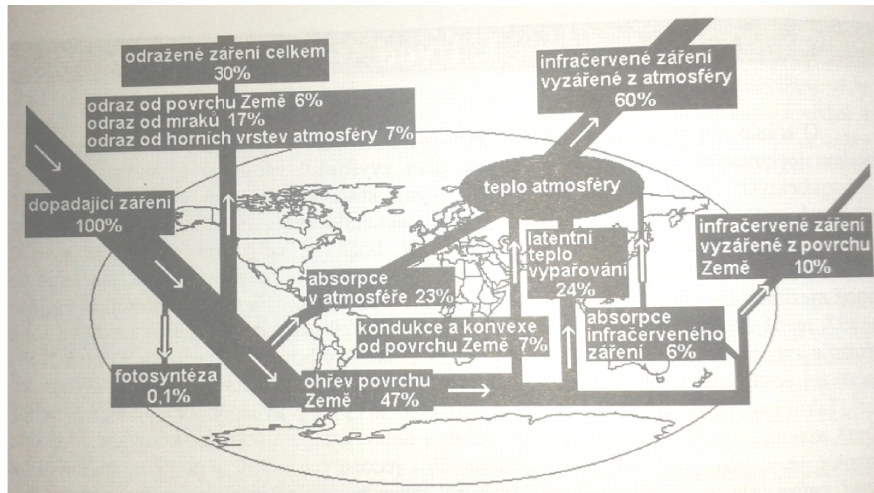 odražené záření celkem
30%
odraz od povrchu Země 6%
odraz od mraků 17%
odraz od horních vrstev atmosféry 7%
infračervené záření
vyzářené z atmosféry
60%
dopadající záření
100%
teplo atmosféry
infračervené záření
vyzářené z povrchu
Země 10%
latentní
teplo
vypařování
24%
absorpce
v atmosféře 23%
kondukce a konvexe
od povrchu Země 7%
absorpce
infračerveného
záření 6%
fotosyntéza
0,1%
ohřev povrchu
Země 47%